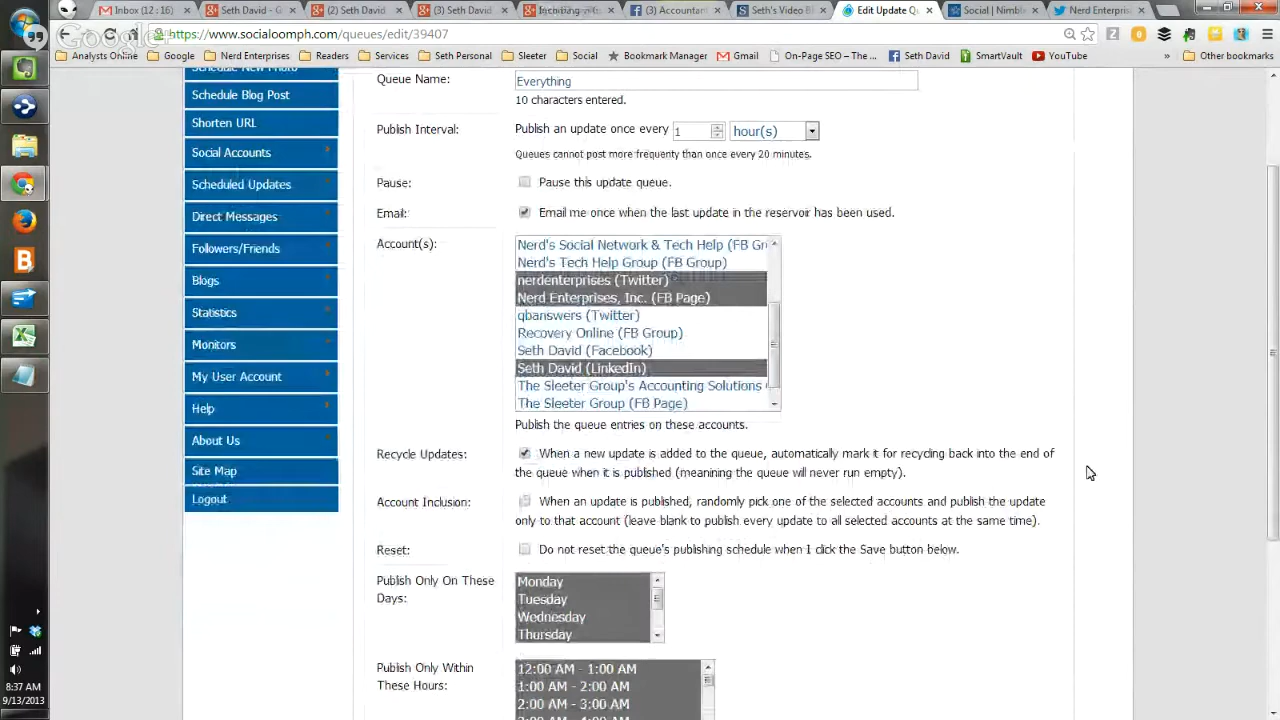 Inbox (12:16)
Seth David - G
(2) Seth David
(3) Seth David
Incoming
(3) Accountan
Seth's Video B
Edit Update Q
Social | Nimble
Nerd Enterpris
Google+
https://www.socialoomph.com/queues/edit/39407
Analysts Online
Google
Nerd Enterprises
Readers
Services
Seth Personal
Sleeter
Social
Bookmark Manager
Gmail
On-Page SEO – The ...
Seth David
SmartVault
YouTube
»
Other bookmarks
Schedule New Photo
Schedule Blog Post
Shorten URL
Social Accounts
Scheduled Updates
Direct Messages
Followers/Friends
Blogs
Statistics
Monitors
My User Account
Help
About Us
Site Map
Logout
Queue Name:
Everything
10 characters entered.
Publish Interval:
Publish an update once every 1 hour(s)
Queues cannot post more frequenty than once every 20 minutes.
Pause:
Pause this update queue.
Email:
Email me once when the last update in the reservoir has been used.
Account(s):
Nerd's Social Network & Tech Help (FB Gr
Nerd's Tech Help Group (FB Group)
nerdenterprises (Twitter)
Nerd Enterprises, Inc. (FB Page)
qbanswers (Twitter)
Recovery Online (FB Group)
Seth David (Facebook)
Seth David (LinkedIn)
The Sleeter Group's Accounting Solutions
The Sleeter Group (FB Page)
Publish the queue entries on these accounts.
Recycle Updates:
When a new update is added to the queue, automatically mark it for recycling back into the end of
the queue when it is published (meanining the queue will never run empty).
Account Inclusion:
When an update is published, randomly pick one of the selected accounts and publish the update
only to that account (leave blank to publish every update to all selected accounts at the same time).
Reset:
Do not reset the queue's publishing schedule when I click the Save button below.
Publish Only On These
Days:
Monday
Tuesday
Wednesday
Thursday
Publish Only Within
These Hours:
12:00 AM - 1:00 AM
1:00 AM - 2:00 AM
2:00 AM - 3:00 AM
8:37 AM
9/13/2013